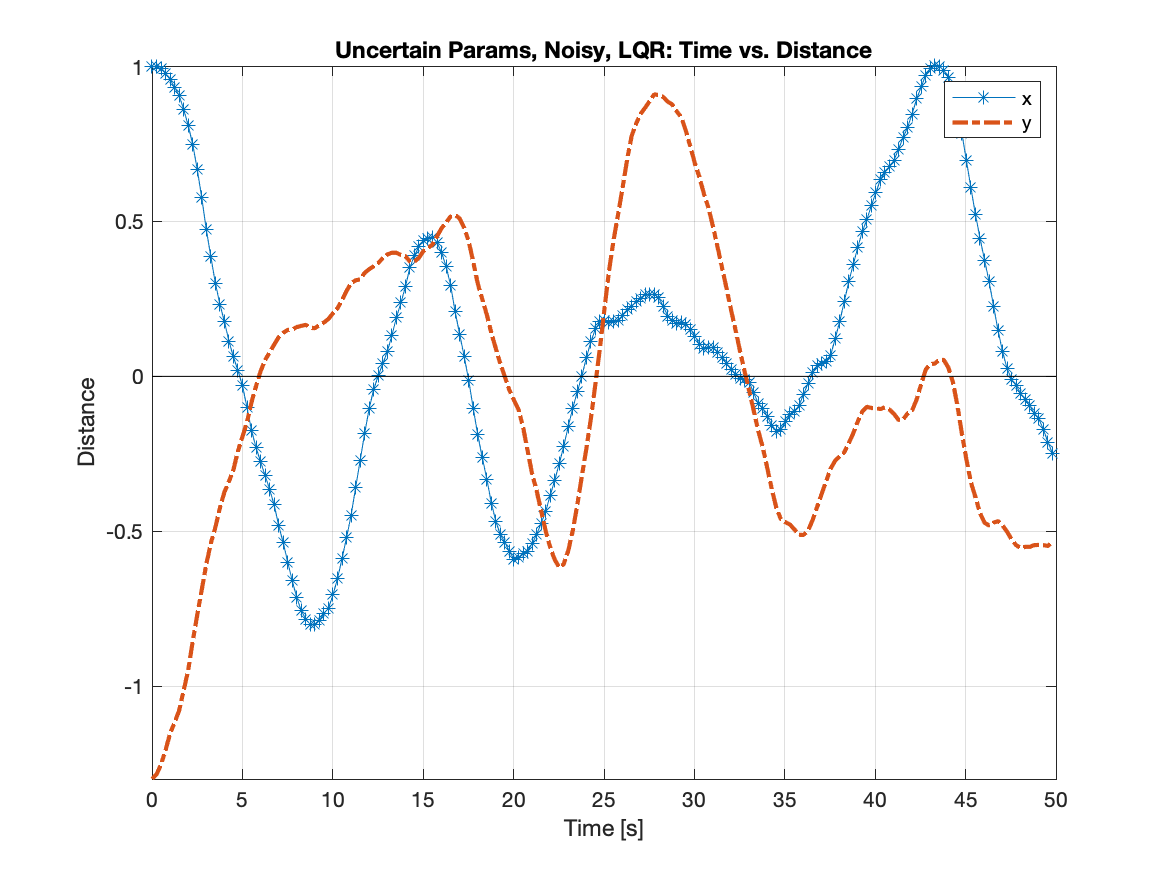 Uncertain Params, Noisy, LQR: Time vs. Distance
x
y
1
0.5
0
-0.5
-1
Distance
0 5 10 15 20 25 30 35 40 45 50
Time [s]